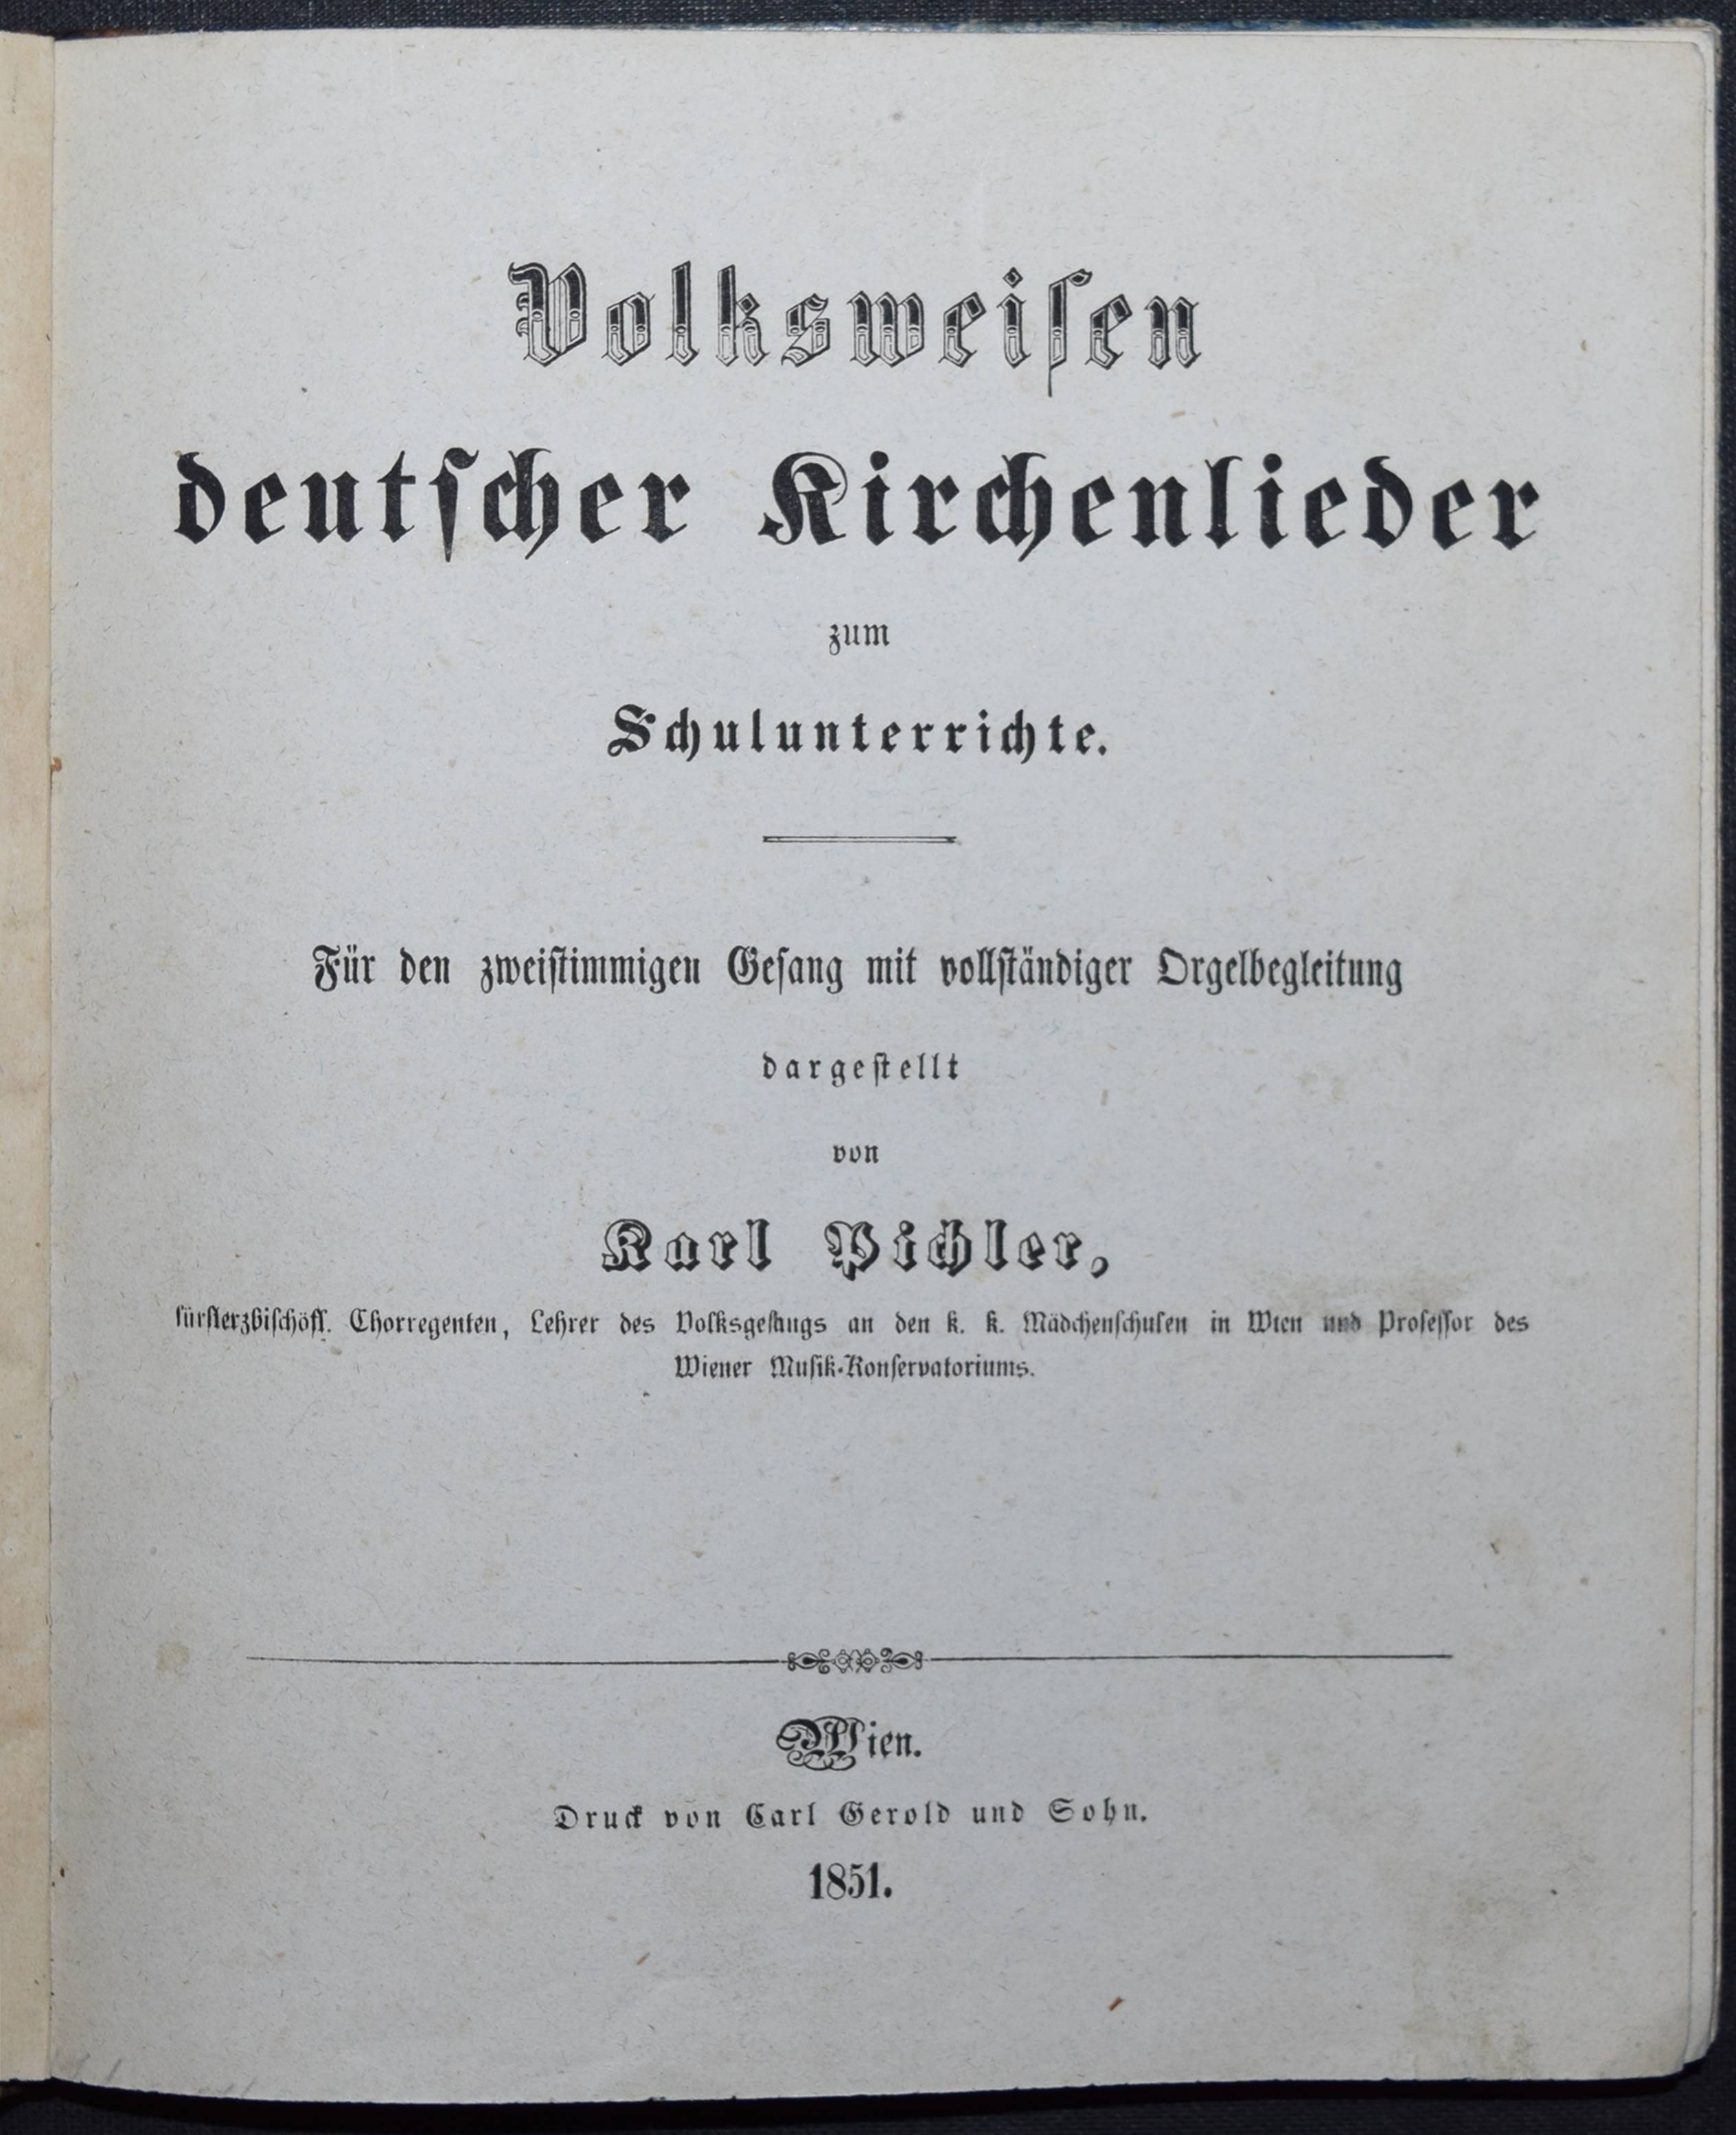 Volksweiſen
deutſcher Kirchenlieder
zum
Schulunterrichte.
Für den zweiſtimmigen Geſang mit vollſtändiger Orgelbegleitung
dargeſtellt
von
Karl Pichler,
fürſterzbiſchöfl. Chorregenten, Lehrer des Volksgeſangs an den k. k. Mädchenſchulen in Wien und Profeſſor des
Wiener Muſik-Konſervatoriums.
Wien.
Druck von Carl Gerold und Sohn.
1851.